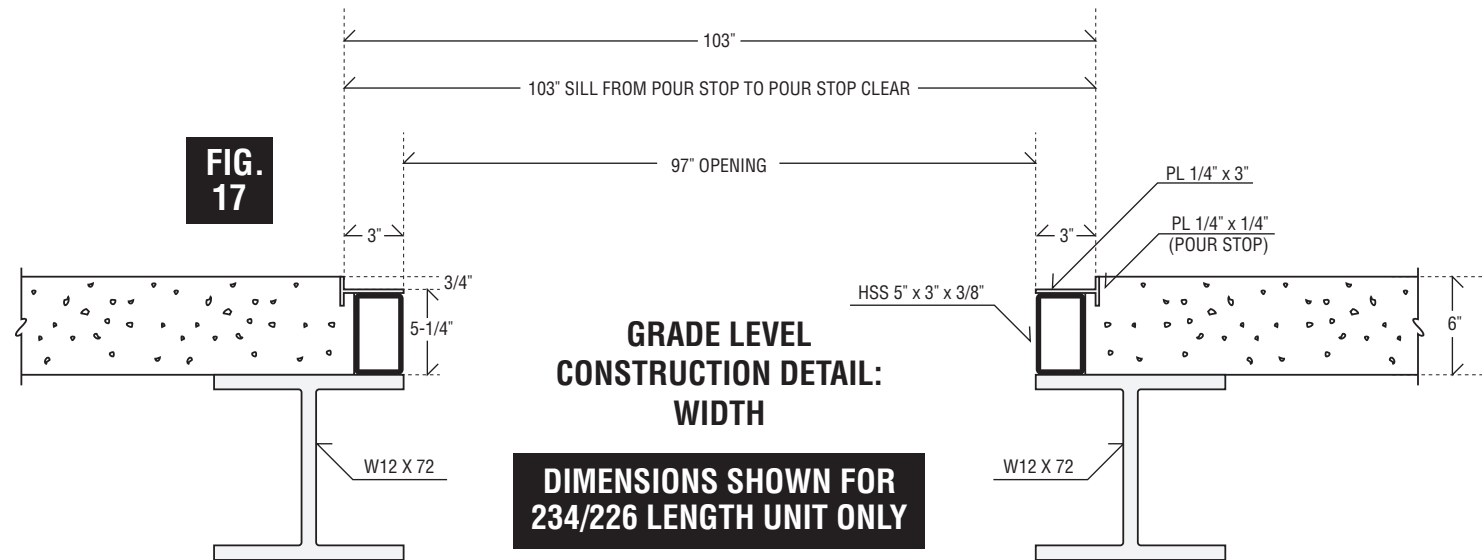 103"
103" SILL FROM POUR STOP TO POUR STOP CLEAR
FIG.
17
97" OPENING
PL 1/4" x 3"
PL 1/4" x 1/4"
(POUR STOP)
3"
3"
3/4"
HSS 5" x 3" x 3/8"
5-1/4"
6"
GRADE LEVEL
CONSTRUCTION DETAIL:
WIDTH
W12 X 72
W12 X 72
DIMENSIONS SHOWN FOR
234/226 LENGTH UNIT ONLY